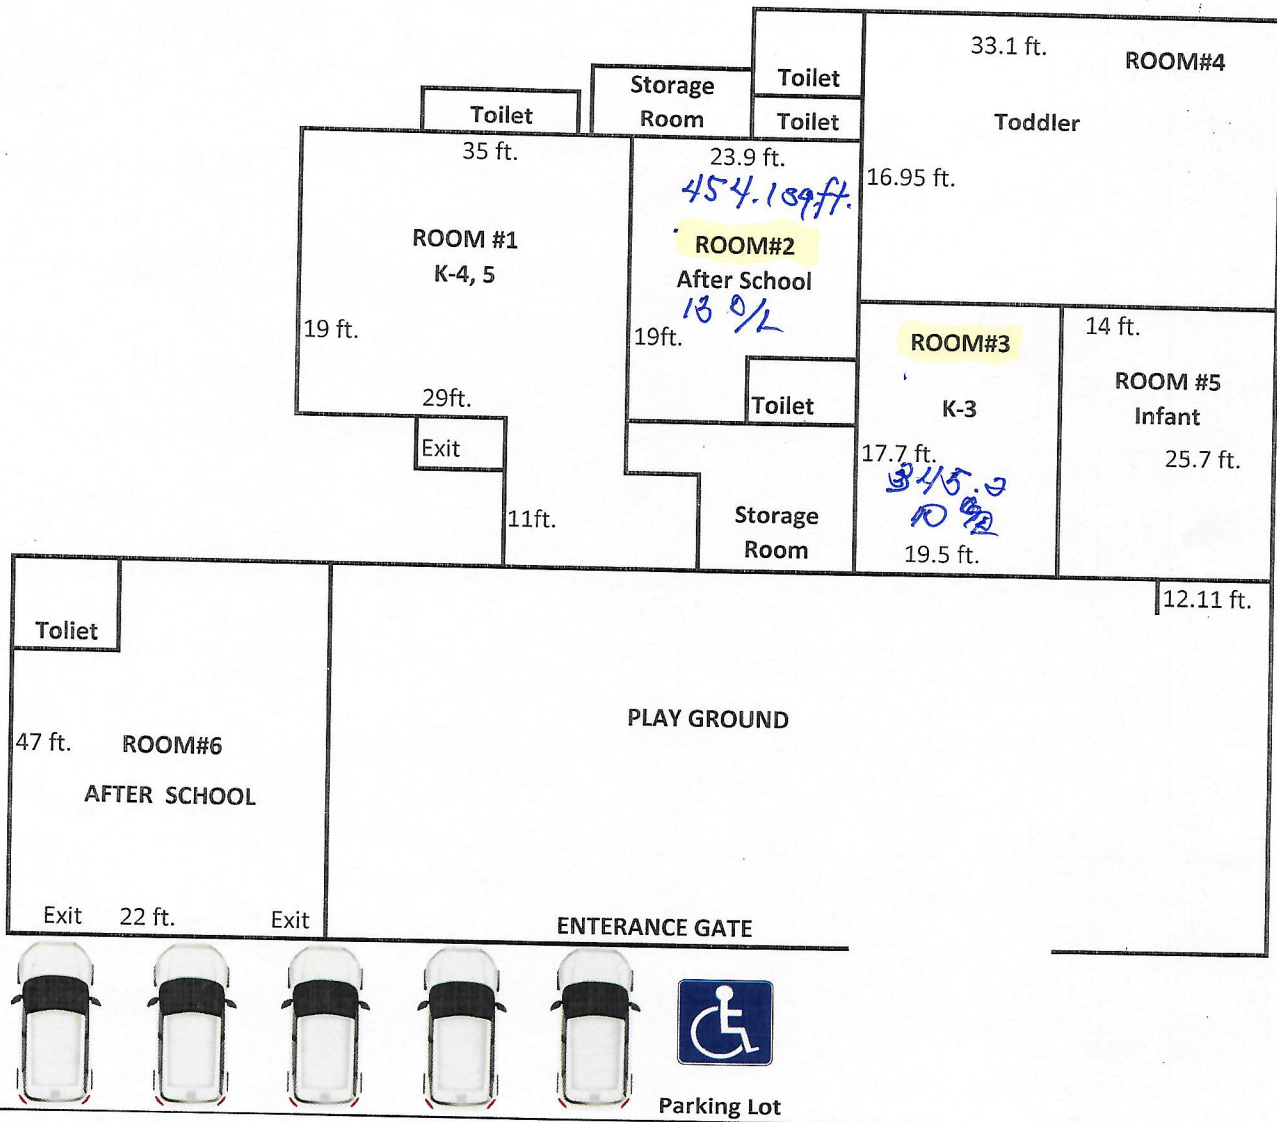 33.1 ft.
ROOM#4
Toddler
16.95 ft.
Toilet
Toilet
Storage
Room
Toilet
35 ft.
ROOM #1
K-4, 5
19 ft.
29ft.
Exit
11ft.
23.9 ft.
454.1 sq.ft.
ROOM#2
After School
13 O/L
19ft.
Toilet
Storage
Room
ROOM#3
K-3
17.7 ft.
345.2
10
19.5 ft.
14 ft.
ROOM #5
Infant
25.7 ft.
12.11 ft.
Toliet
47 ft.
ROOM#6
AFTER SCHOOL
Exit
22 ft.
Exit
PLAY GROUND
ENTERANCE GATE
Parking Lot